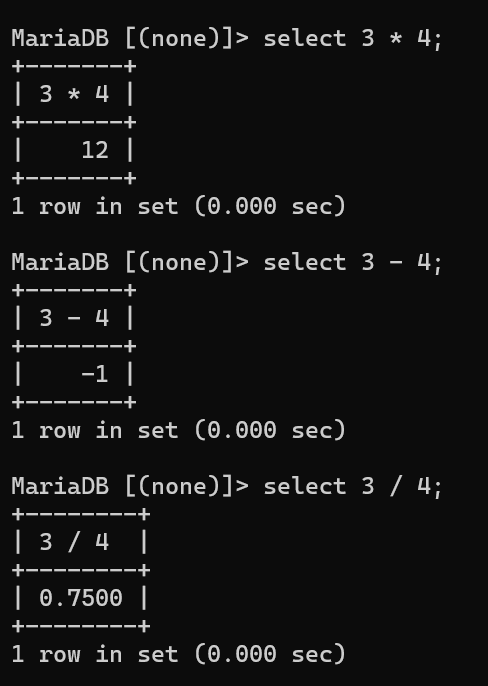 MariaDB [(none)]> select 3 * 4;
+-------+
| 3 * 4 |
+-------+
|    12 |
+-------+
1 row in set (0.000 sec)

MariaDB [(none)]> select 3 - 4;
+-------+
| 3 - 4 |
+-------+
|    -1 |
+-------+
1 row in set (0.000 sec)

MariaDB [(none)]> select 3 / 4;
+--------+
| 3 / 4  |
+--------+
| 0.7500 |
+--------+
1 row in set (0.000 sec)